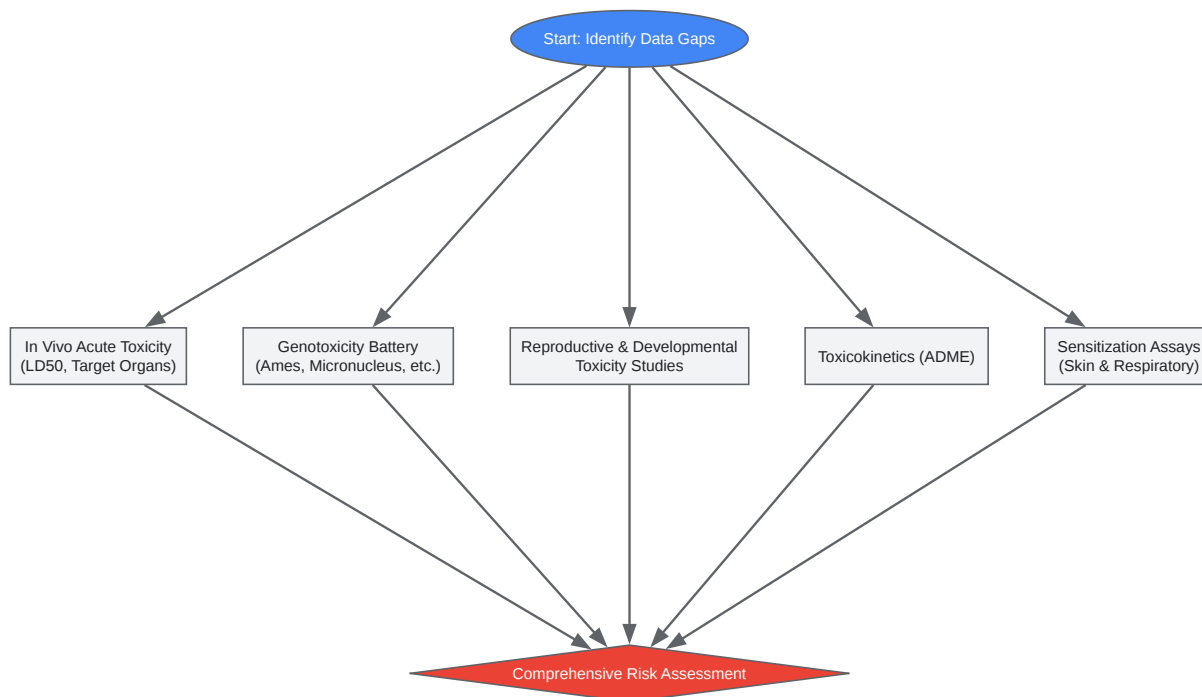 Start: Identify Data Gaps
In Vivo Acute Toxicity
(LD50, Target Organs)
Genotoxicity Battery
(Ames, Micronucleus, etc.)
Reproductive & Developmental
Toxicity Studies
Toxicokinetics (ADME)
Sensitization Assays
(Skin & Respiratory)
Comprehensive Risk Assessment